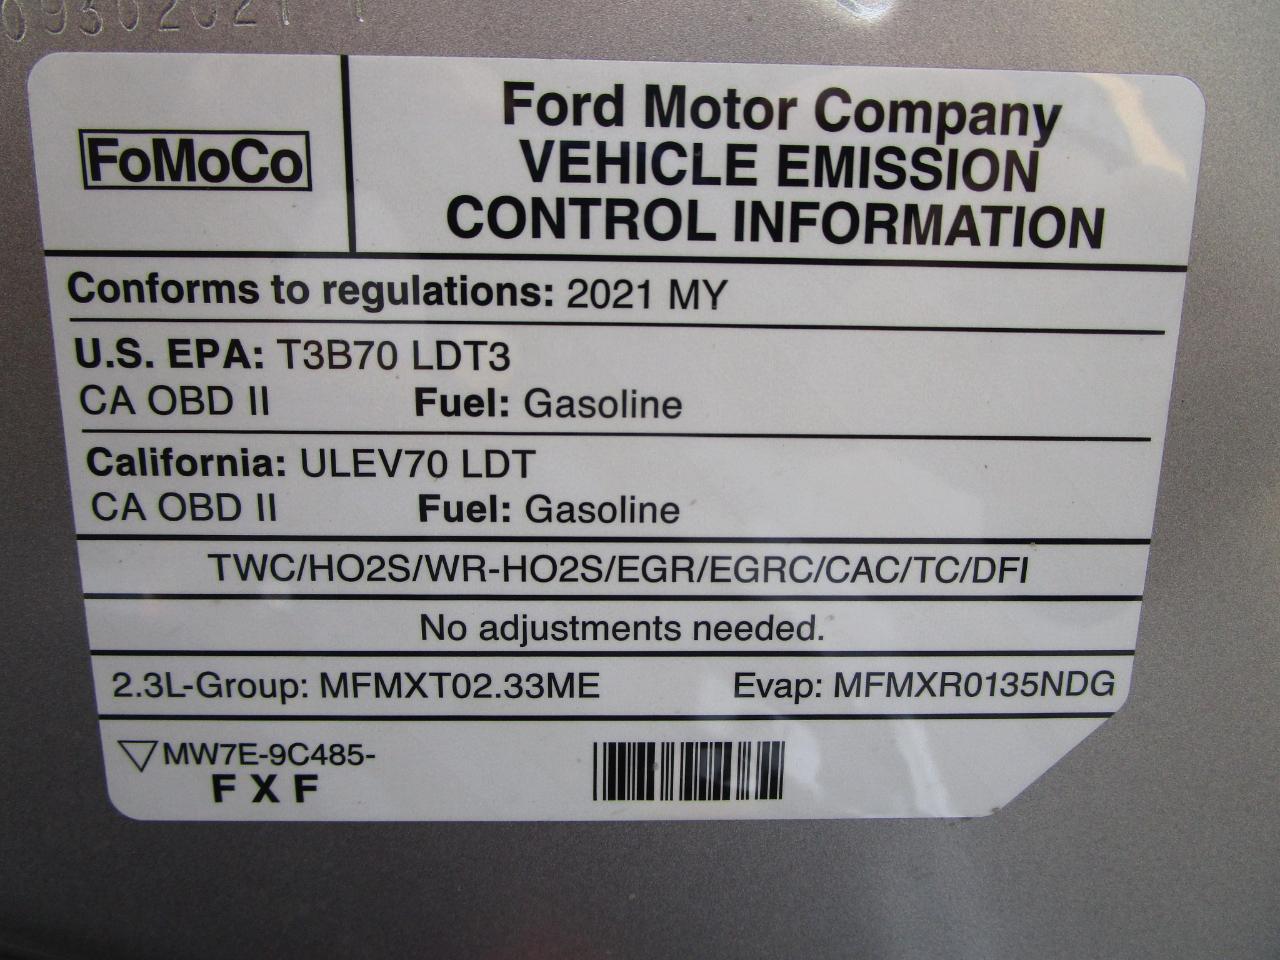 FoMoCo
Ford Motor Company
VEHICLE EMISSION
CONTROL INFORMATION
Conforms to regulations: 2021 MY
U.S. EPA: T3B70 LDT3
CA OBD II Fuel: Gasoline
California: ULEV70 LDT
CA OBD II Fuel: Gasoline
TWC/HO2S/WR-HO2S/EGR/EGRC/CAC/TC/DFI
No adjustments needed.
2.3L-Group: MFMXT02.33ME Evap: MFMXR0135NDG
MW7E-9C485-
F X F